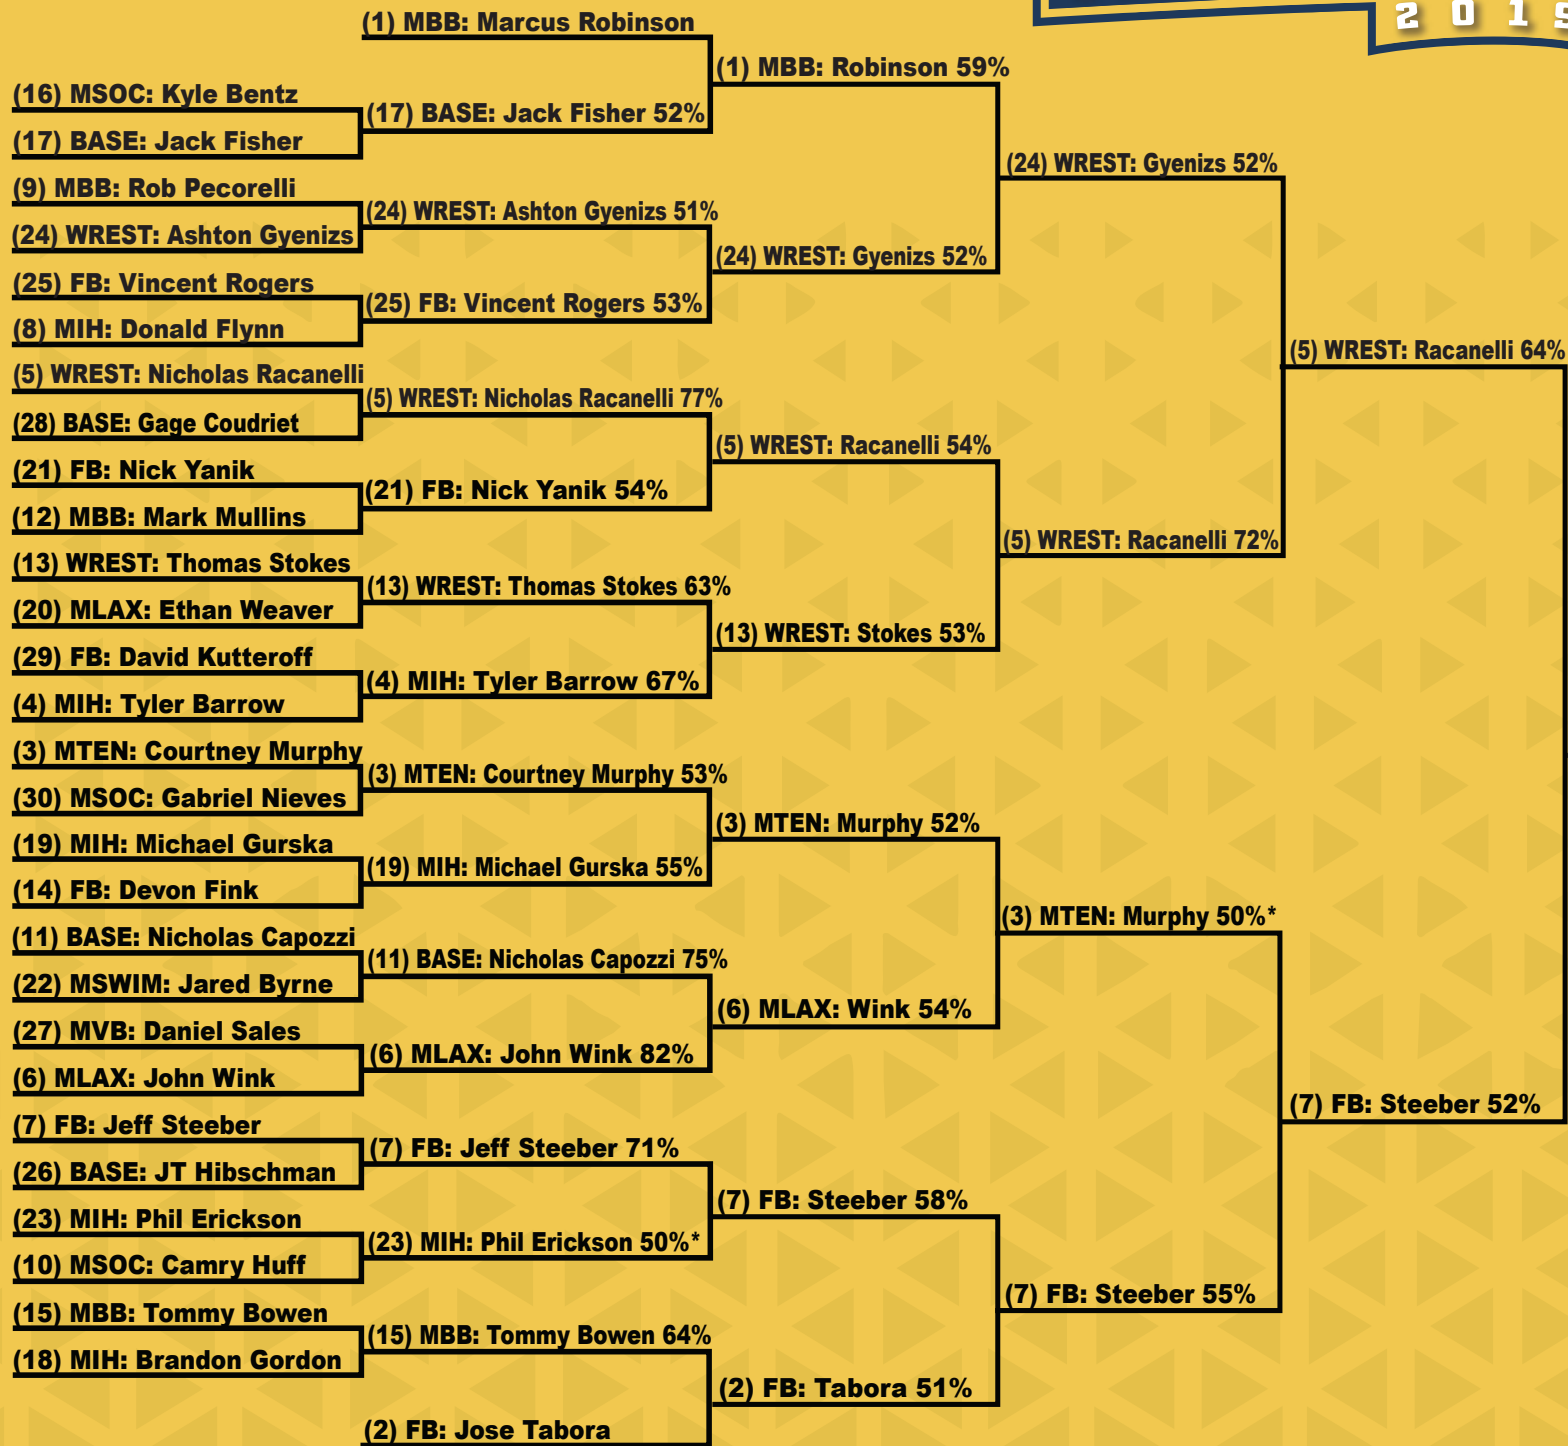 2 0 1
(1) MBB: Marcus Robinson
(16) MSOC: Kyle Bentz
(17) BASE: Jack Fisher
(9) MBB: Rob Pecorelli
(24) WREST: Ashton Gyenizs
(25) FB: Vincent Rogers
(8) MIH: Donald Flynn
(5) WREST: Nicholas Racanelli
(28) BASE: Gage Coudriet
(21) FB: Nick Yanik
(12) MBB: Mark Mullins
(13) WREST: Thomas Stokes
(20) MLAX: Ethan Weaver
(29) FB: David Kutteroff
(4) MIH: Tyler Barrow
(3) MTEN: Courtney Murphy
(30) MSOC: Gabriel Nieves
(19) MIH: Michael Gurska
(14) FB: Devon Fink
(11) BASE: Nicholas Capozzi
(22) MSWIM: Jared Byrne
(27) MVB: Daniel Sales
(6) MLAX: John Wink
(7) FB: Jeff Steeber
(26) BASE: JT Hibschman
(23) MIH: Phil Erickson
(10) MSOC: Camry Huff
(15) MBB: Tommy Bowen
(18) MIH: Brandon Gordon
(17) BASE: Jack Fisher 52%
(24) WREST: Ashton Gyenizs 51%
(25) FB: Vincent Rogers 53%
(5) WREST: Nicholas Racanelli 77%
(21) FB: Nick Yanik 54%
(13) WREST: Thomas Stokes 63%
(4) MIH: Tyler Barrow 67%
(3) MTEN: Courtney Murphy 53%
(19) MIH: Michael Gurska 55%
(11) BASE: Nicholas Capozzi 75%
(6) MLAX: John Wink 82%
(7) FB: Jeff Steeber 71%
(23) MIH: Phil Erickson 50%*
(15) MBB: Tommy Bowen 64%
(2) FB: Jose Tabora
(1) MBB: Robinson 59%
(24) WREST: Gyenizs 52%
(5) WREST: Racanelli 54%
(13) WREST: Stokes 53%
(3) MTEN: Murphy 52%
(6) MLAX: Wink 54%
(7) FB: Steeber 58%
(2) FB: Tabora 51%
(24) WREST: Gyenizs 52%
(5) WREST: Racanelli 72%
(3) MTEN: Murphy 50%*
(7) FB: Steeber 55%
(5) WREST: Racanelli 64%
(7) FB: Steeber 52%